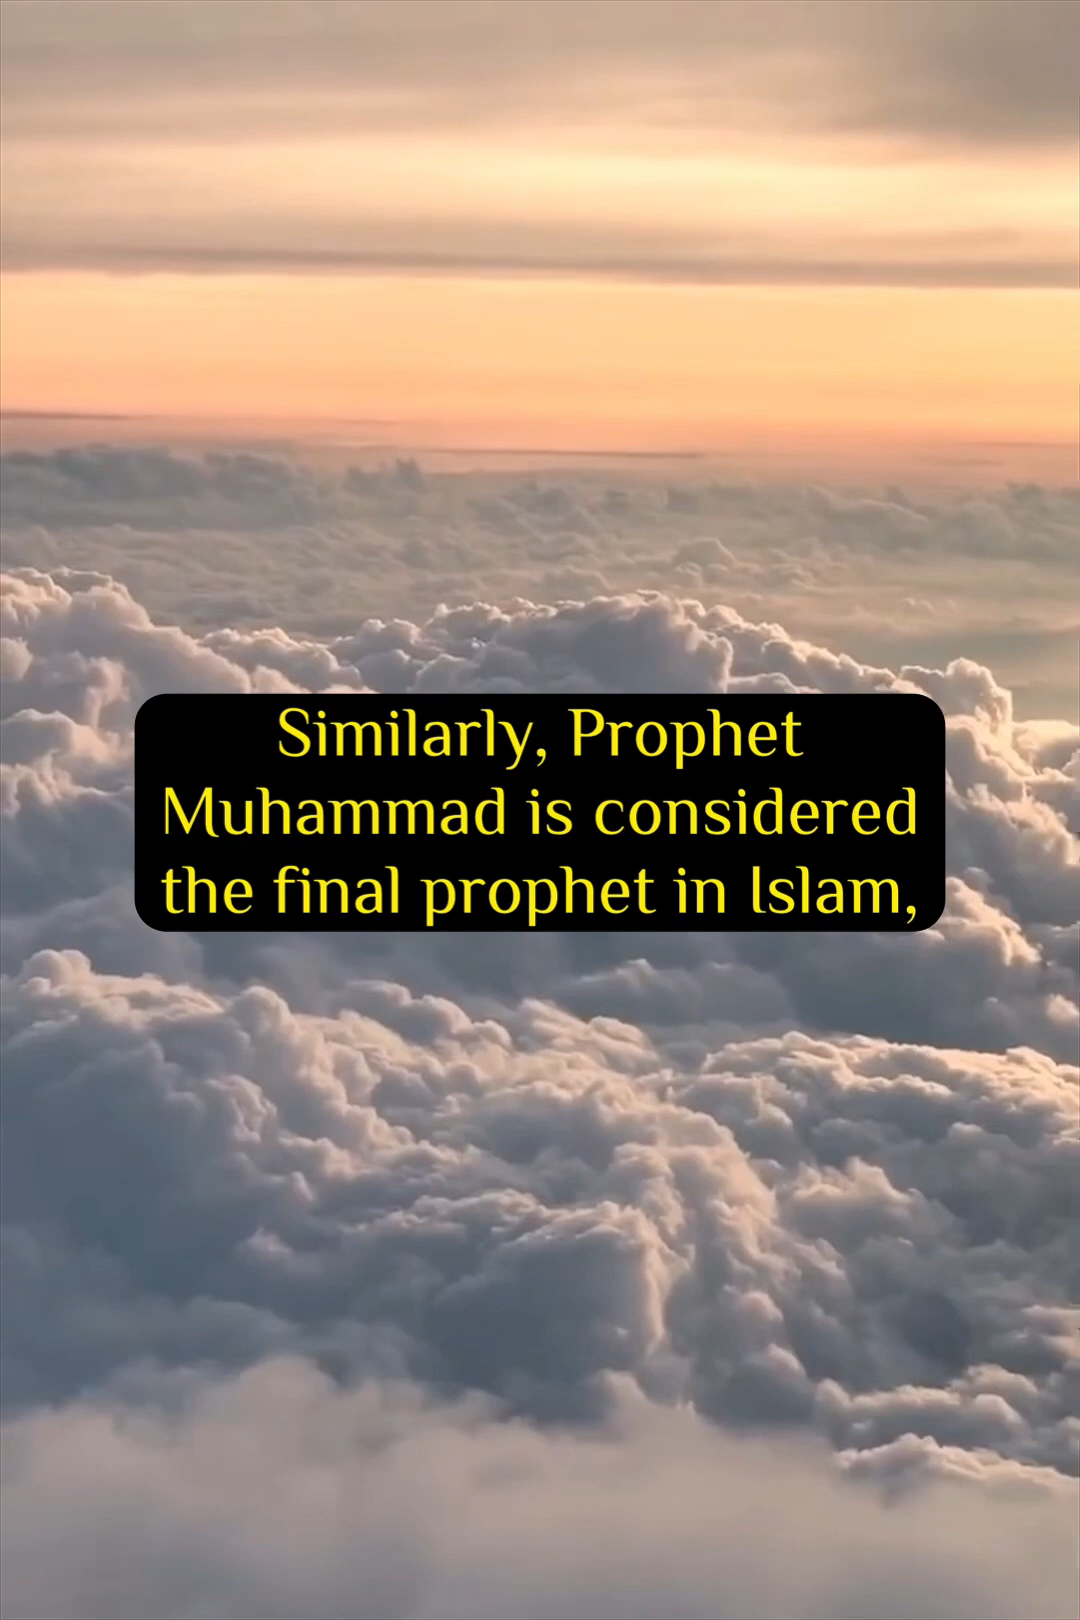 Similarly, Prophet
Muhammad is considered
the final prophet in Islam,